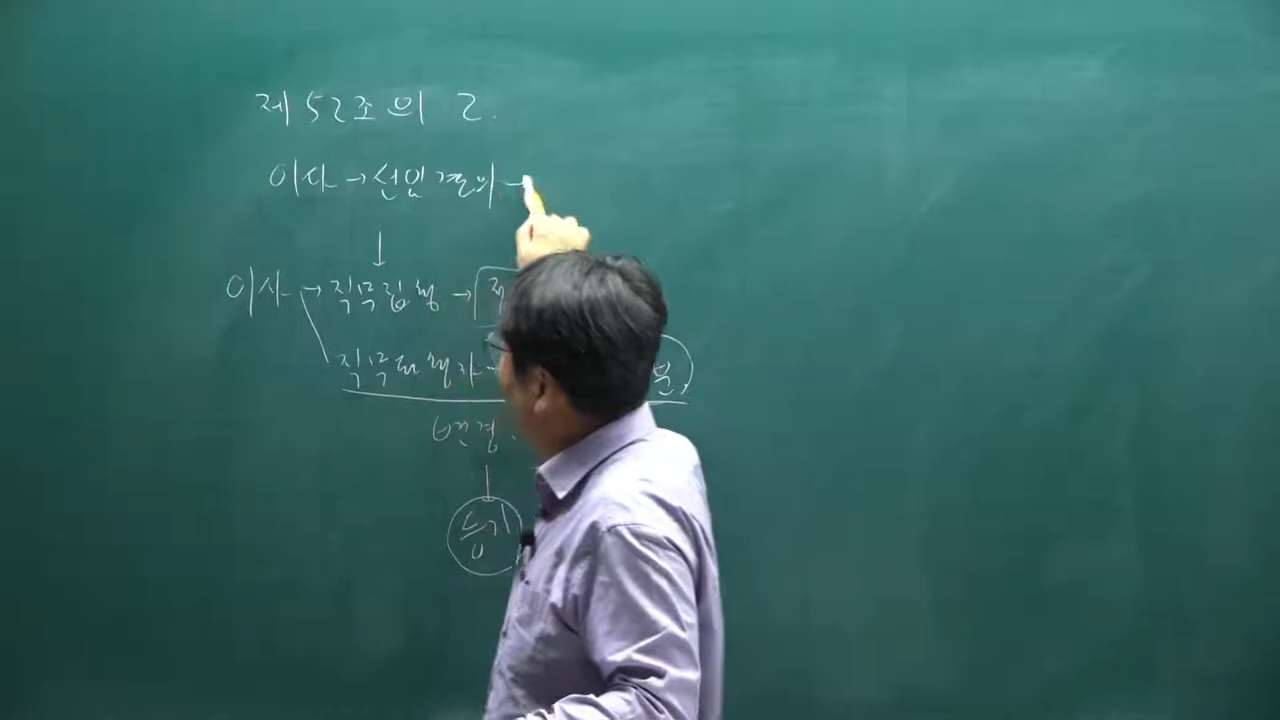 제52조의 2.
이사 → 선임결의 →
이사 → 직무집행 →
직무대행자
변경
등기